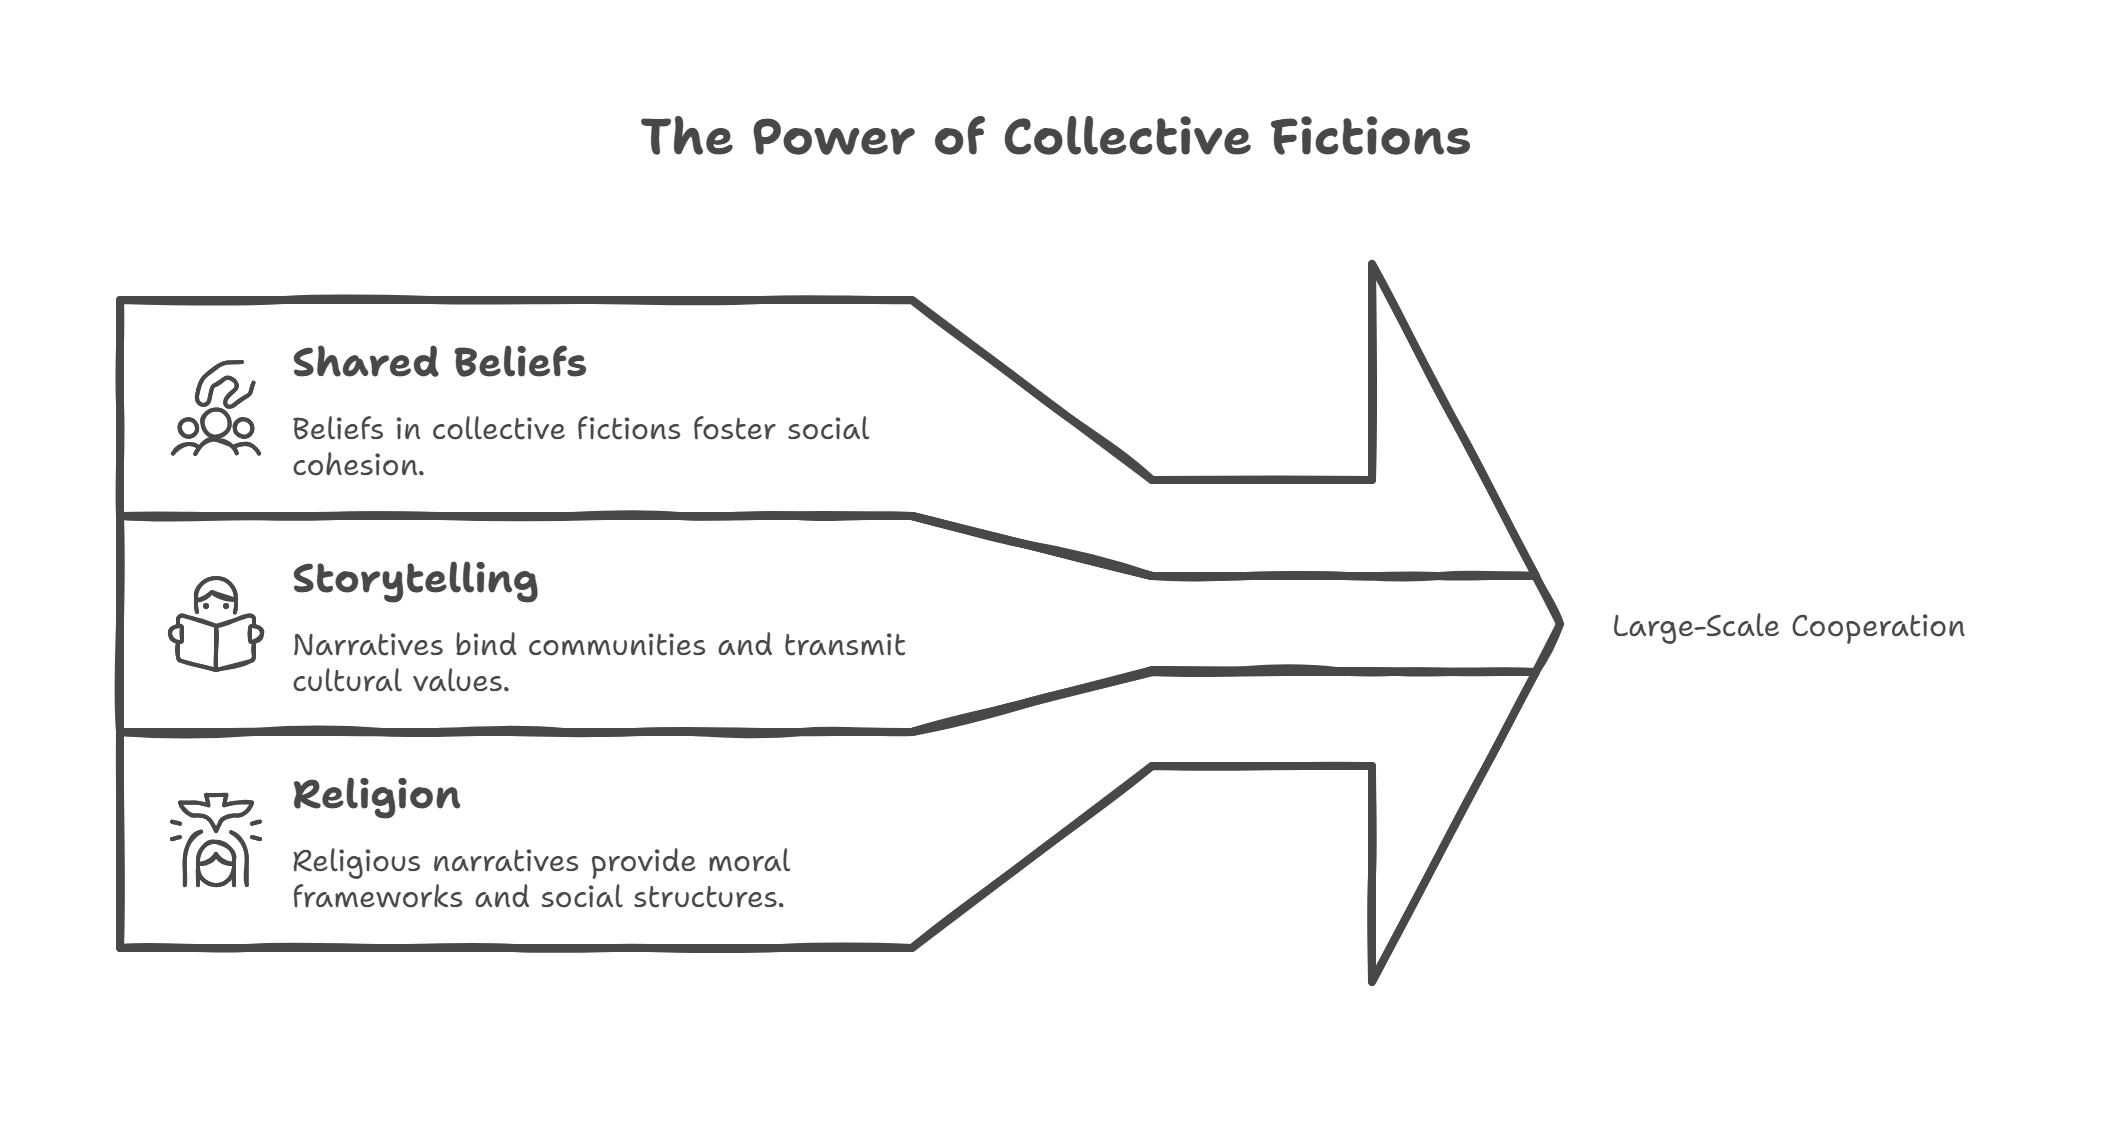 The Power of Collective Fictions
Shared Beliefs
Beliefs in collective fictions foster social
cohesion.
Storytelling
Narratives bind communities and transmit
cultural values.
Religion
Religious narratives provide moral
frameworks and social structures.
Large-Scale Cooperation